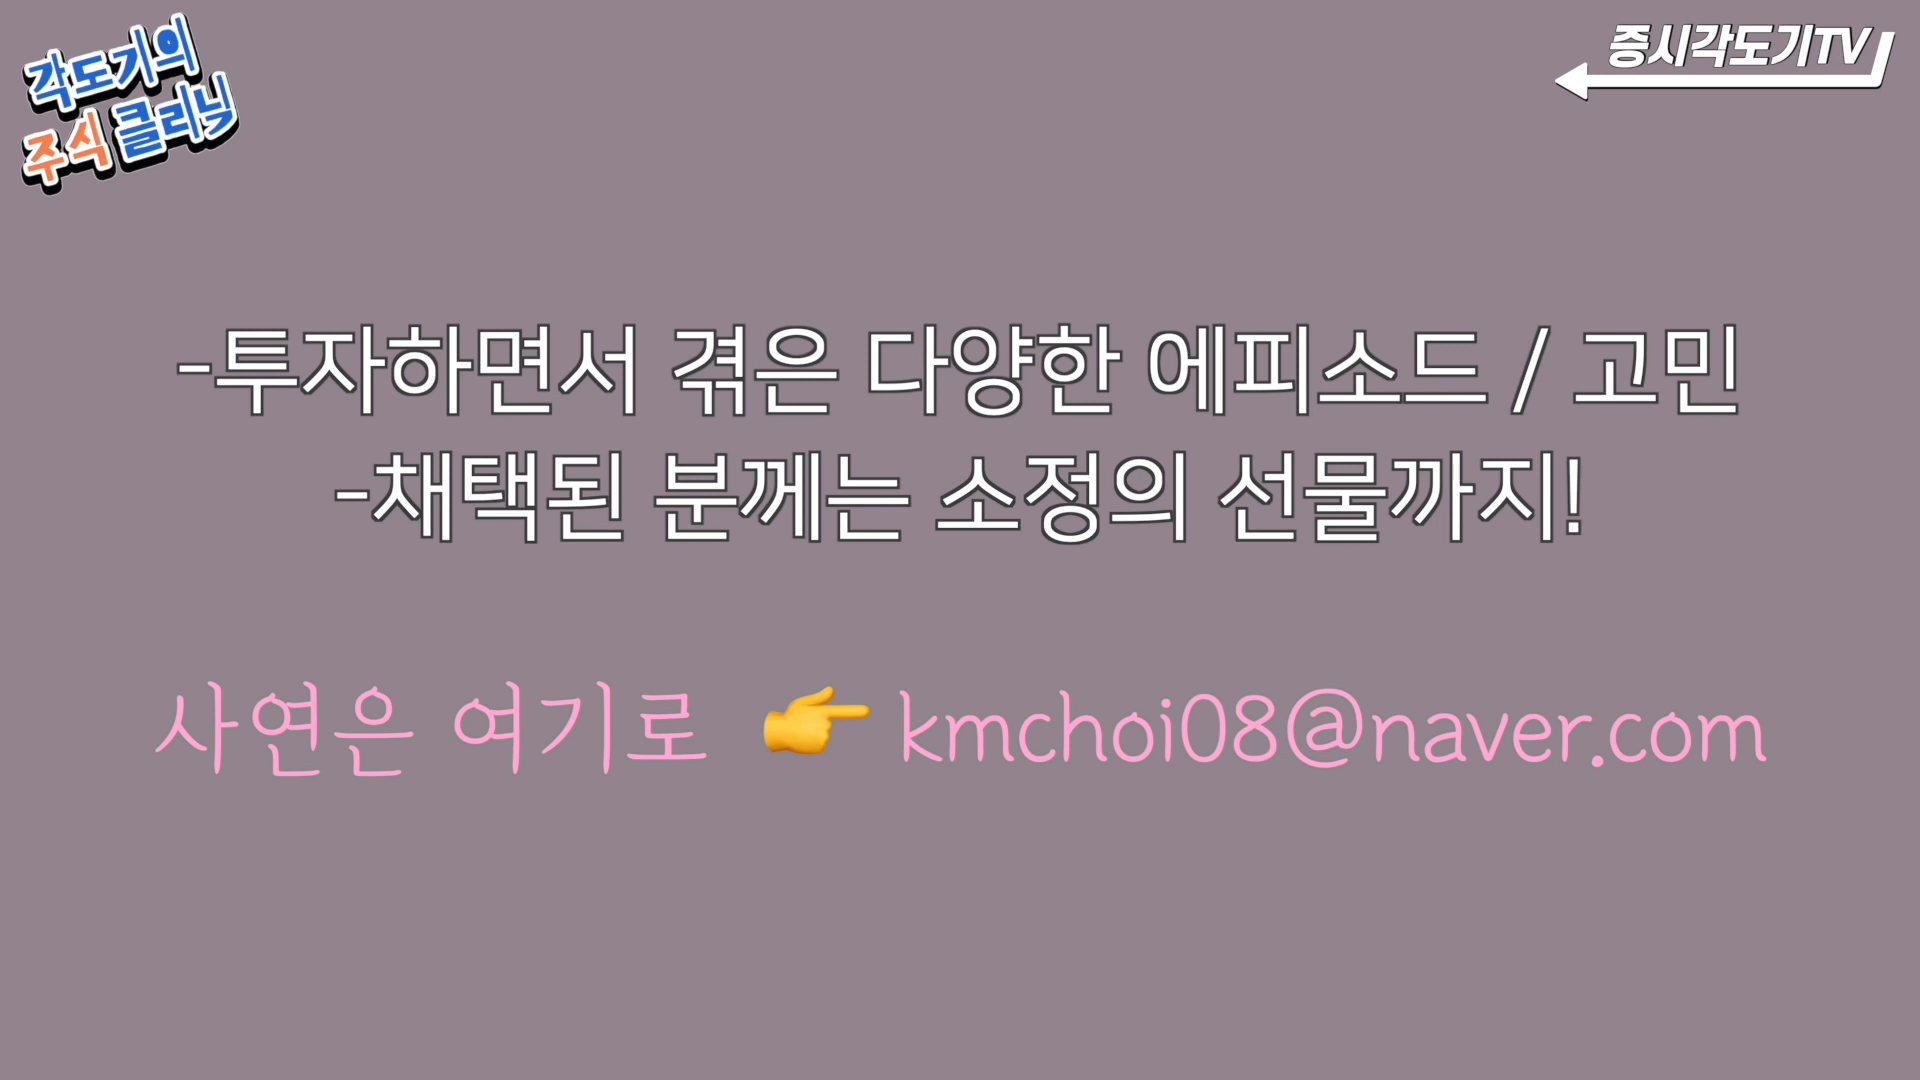 각도기의
주식 클리닉
증시각도기TV
-투자하면서 겪은 다양한 에피소드 / 고민
-채택된 분께는 소정의 선물까지!
사연은 여기로 👉 kmchoi08@naver.com